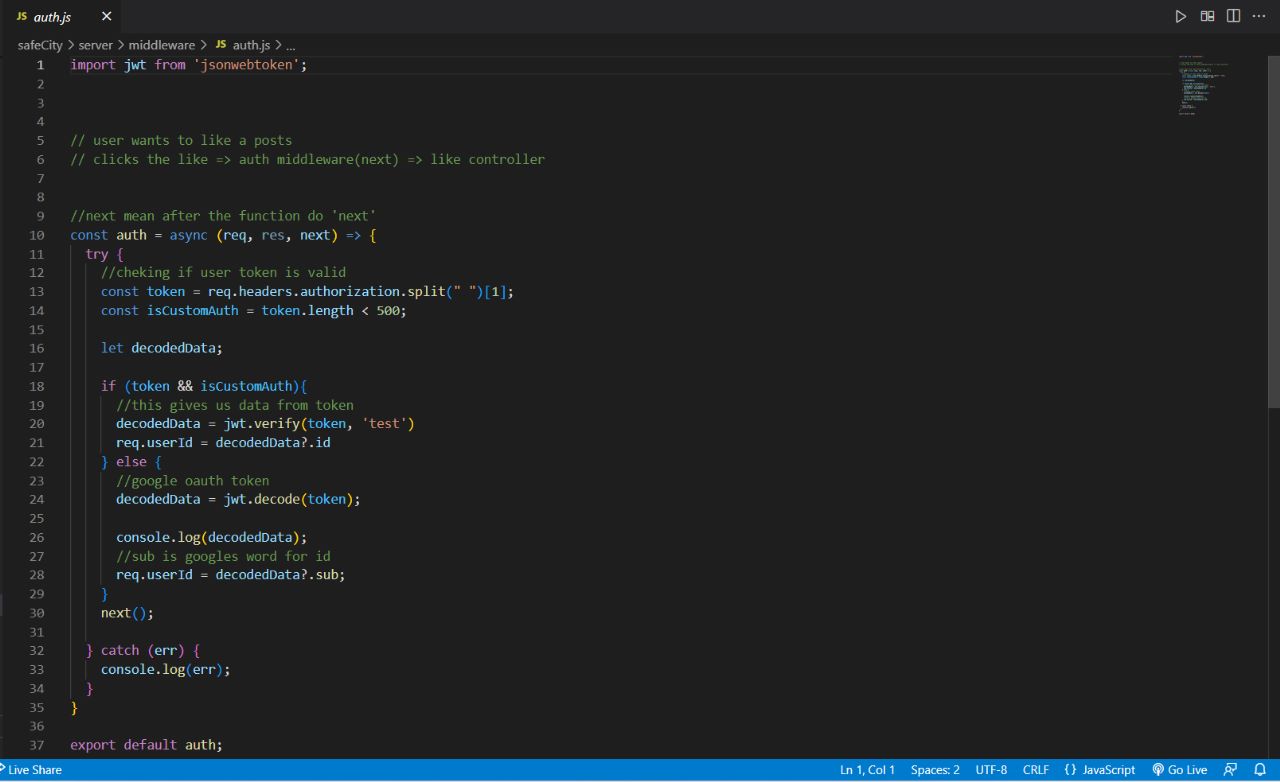 JS auth.js
safeCity > server > middleware > JS auth.js > ...
1 import jwt from 'jsonwebtoken';
2
3
4
5 // user wants to like a posts
6 // clicks the like => auth middleware(next) => like controller
7
8
9 //next mean after the function do 'next'
10 const auth = async (req, res, next) => {
11 try {
12 //cheking if user token is valid
13 const token = req.headers.authorization.split(" ")[1];
14 const isCustomAuth = token.length < 500;
15
16 let decodedData;
17
18 if (token && isCustomAuth){
19 //this gives us data from token
20 decodedData = jwt.verify(token, 'test')
21 req.userId = decodedData?.id
22 } else {
23 //google oauth token
24 decodedData = jwt.decode(token);
25
26 console.log(decodedData);
27 //sub is googles word for id
28 req.userId = decodedData?.sub;
29 }
30 next();
31
32 } catch (err) {
33 console.log(err);
34 }
35 }
36
37 export default auth;
Live Share Ln 1, Col 1 Spaces: 2 UTF-8 CRLF {} JavaScript Go Live